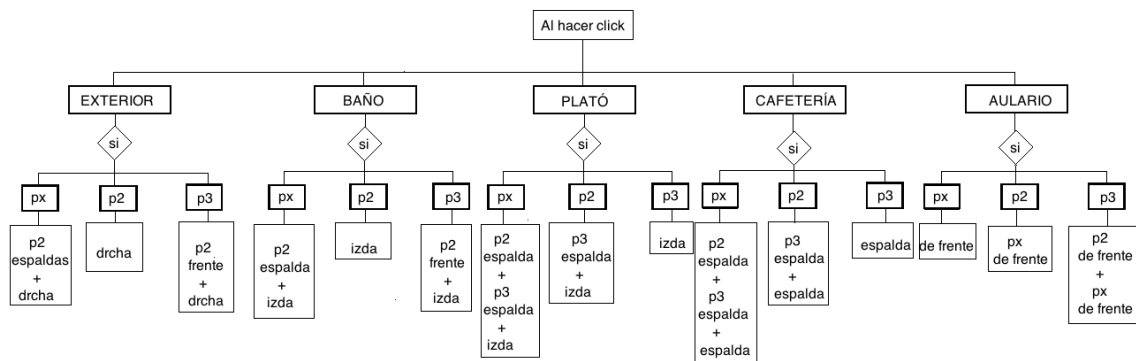 Al hacer click
EXTERIOR
BAÑO
PLATÓ
CAFETERÍA
AULARIO
si
si
si
si
si
px
p2
p3
px
p2
p3
px
p2
p3
px
p2
p3
px
p2
p3
p2
espaldas
+
drcha
drcha
p2
frente
+
drcha
p2
espalda
+
izda
izda
p2
frente
+
izda
p2
espalda
+
p3
espalda
+
izda
p3
espalda
+
izda
izda
p2
espalda
+
p3
espalda
+
espalda
p3
espalda
+
espalda
espalda
de frente
px
de frente
p2
de frente
+
px
de frente